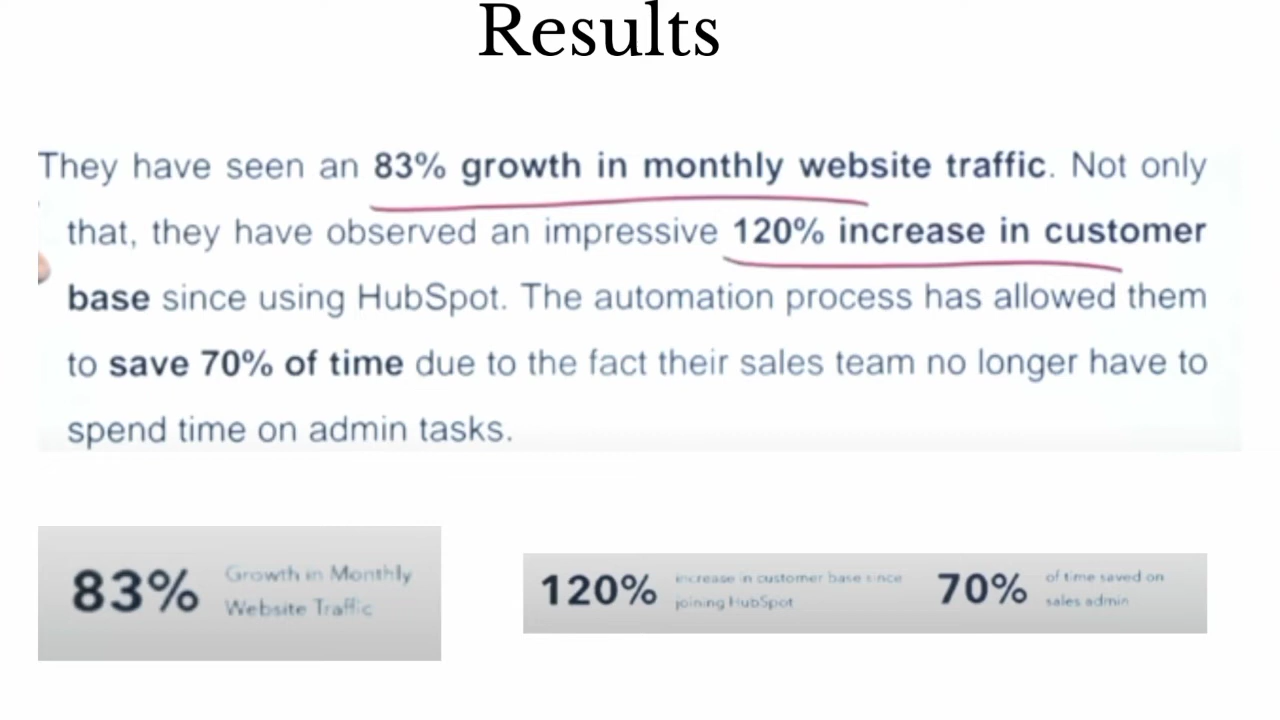 Results
They have seen an 83% growth in monthly website traffic. Not only
that, they have observed an impressive 120% increase in customer
base since using HubSpot. The automation process has allowed them
to save 70% of time due to the fact their sales team no longer have to
spend time on admin tasks.
83%
Growth in Monthly
Website Traffic
120%
increase in customer base since
joining HubSpot
70%
of time saved on
sales admin